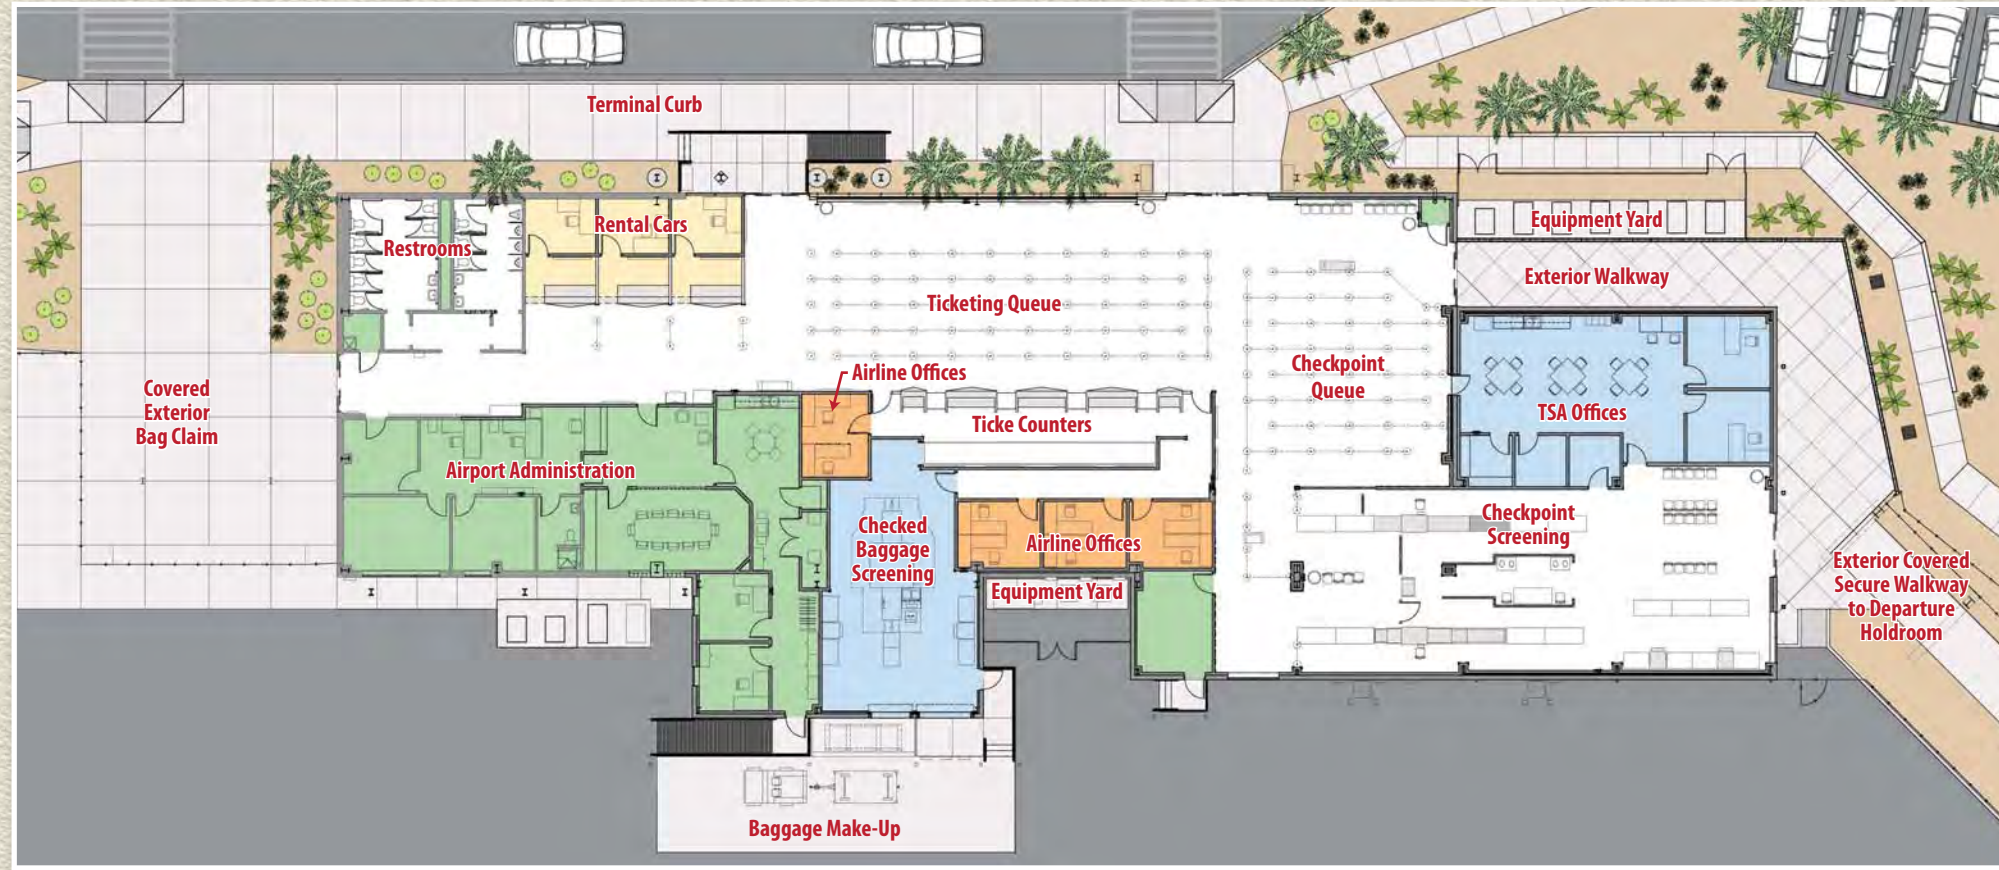 Terminal Curb
Restrooms
Rental Cars
Equipment Yard
Exterior Walkway
Ticketing Queue
Checkpoint
Queue
Airline Offices
Covered
Exterior
Bag Claim
Ticke Counters
TSA Offices
Airport Administration
Checked
Baggage
Screening
Airline Offices
Checkpoint
Screening
Equipment Yard
Exterior Covered
Secure Walkway
to Departure
Holdroom
Baggage Make-Up